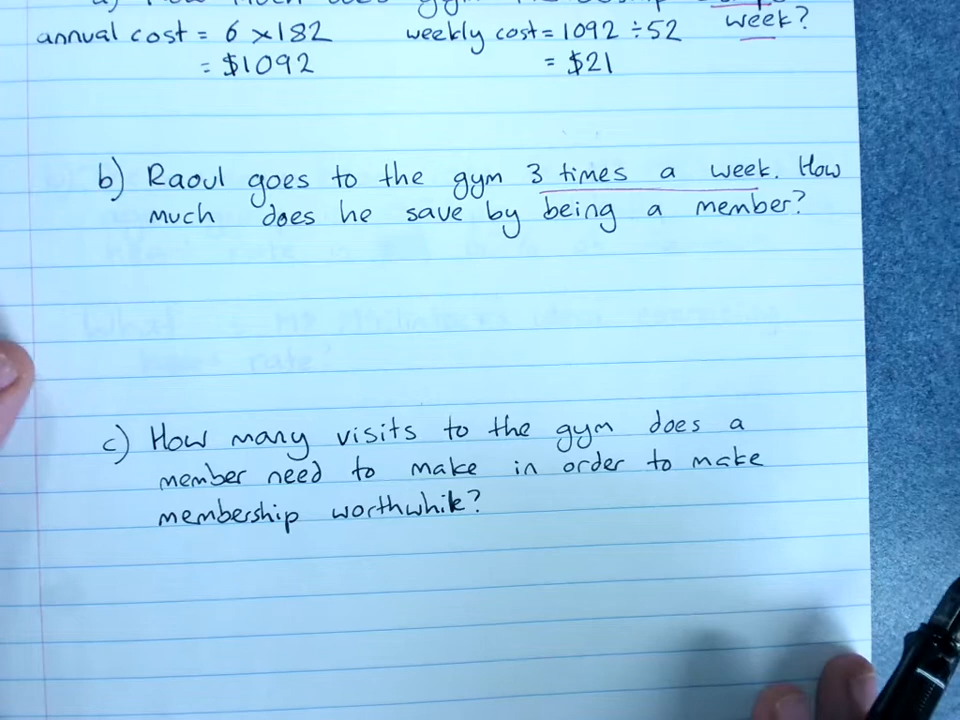 annual cost = 6 × 182 weekly cost = 1092 ÷ 52 week?
= $1092 = $21
b) Raoul goes to the gym 3 times a week. How
much does he save by being a member?
c) How many visits to the gym does a
member need to make in order to make
membership worthwhile?